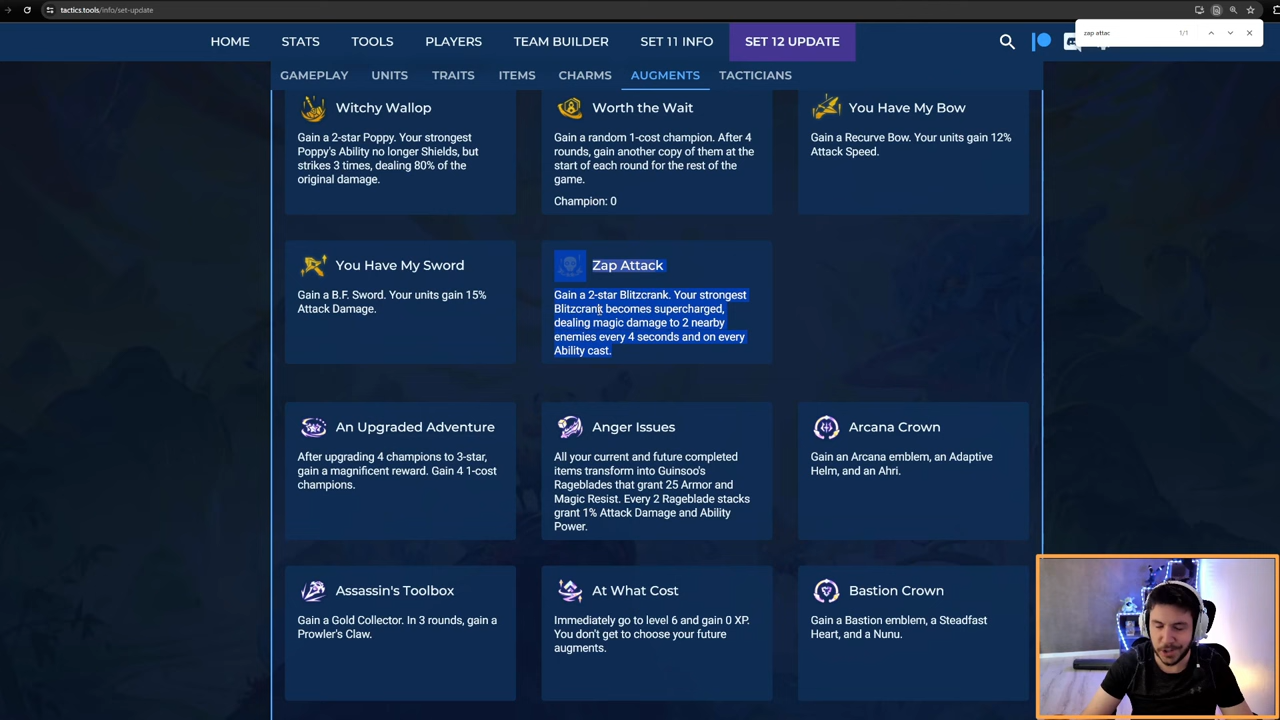 tactics.tools/info/set-update
zap attac
1/1
HOME
STATS
TOOLS
PLAYERS
TEAM BUILDER
SET 11 INFO
SET 12 UPDATE
GAMEPLAY
UNITS
TRAITS
ITEMS
CHARMS
AUGMENTS
TACTICIANS
Witchy Wallop
Gain a 2-star Poppy. Your strongest
Poppy's Ability no longer Shields, but
strikes 3 times, dealing 80% of the
original damage.
Worth the Wait
Gain a random 1-cost champion. After 4
rounds, gain another copy of them at the
start of each round for the rest of the
game.
Champion: 0
You Have My Bow
Gain a Recurve Bow. Your units gain 12%
Attack Speed.
You Have My Sword
Gain a B.F. Sword. Your units gain 15%
Attack Damage.
Zap Attack
Gain a 2-star Blitzcrank. Your strongest
Blitzcrank becomes supercharged,
dealing magic damage to 2 nearby
enemies every 4 seconds and on every
Ability cast.
An Upgraded Adventure
After upgrading 4 champions to 3-star,
gain a magnificent reward. Gain 4 1-cost
champions.
Anger Issues
All your current and future completed
items transform into Guinsoo's
Rageblades that grant 25 Armor and
Magic Resist. Every 2 Rageblade stacks
grant 1% Attack Damage and Ability
Power.
Arcana Crown
Gain an Arcana emblem, an Adaptive
Helm, and an Ahri.
Assassin's Toolbox
Gain a Gold Collector. In 3 rounds, gain a
Prowler's Claw.
At What Cost
Immediately go to level 6 and gain 0 XP.
You don't get to choose your future
augments.
Bastion Crown
Gain a Bastion emblem, a Steadfast
Heart, and a Nunu.